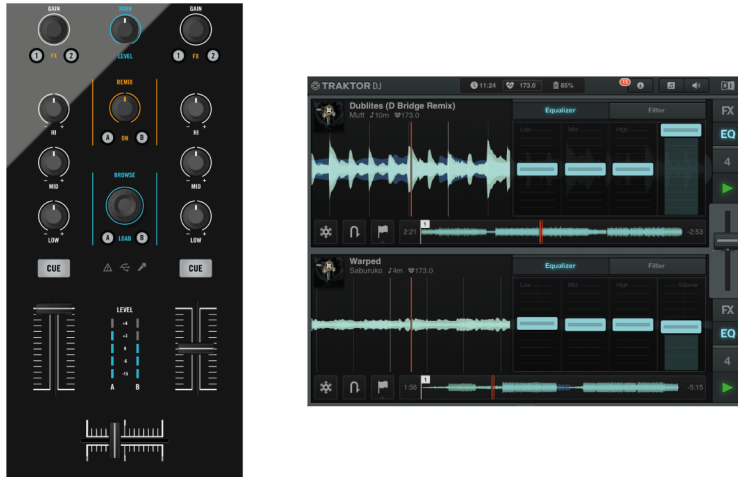 GAIN
MAIN
GAIN
1 FX 2
LEVEL
1 FX 2
REMIX
HI
ON
A B
HI
MID
BROWSE
MID
LOW
A LOAD B
LOW
CUE
CUE
LEVEL
A B
TRAKTOR DJ
11:24
173.0
85%
Dublites (D Bridge Remix)
Mutt ♪10m 173.0
Equalizer
Filter
Low
Mid
High
FX
EQ
4
2:21
1
-2:53
Warped
Saburuko ♪4m 173.0
Equalizer
Filter
Low
Mid
High
Volume
FX
EQ
4
1:56
1
-5:15